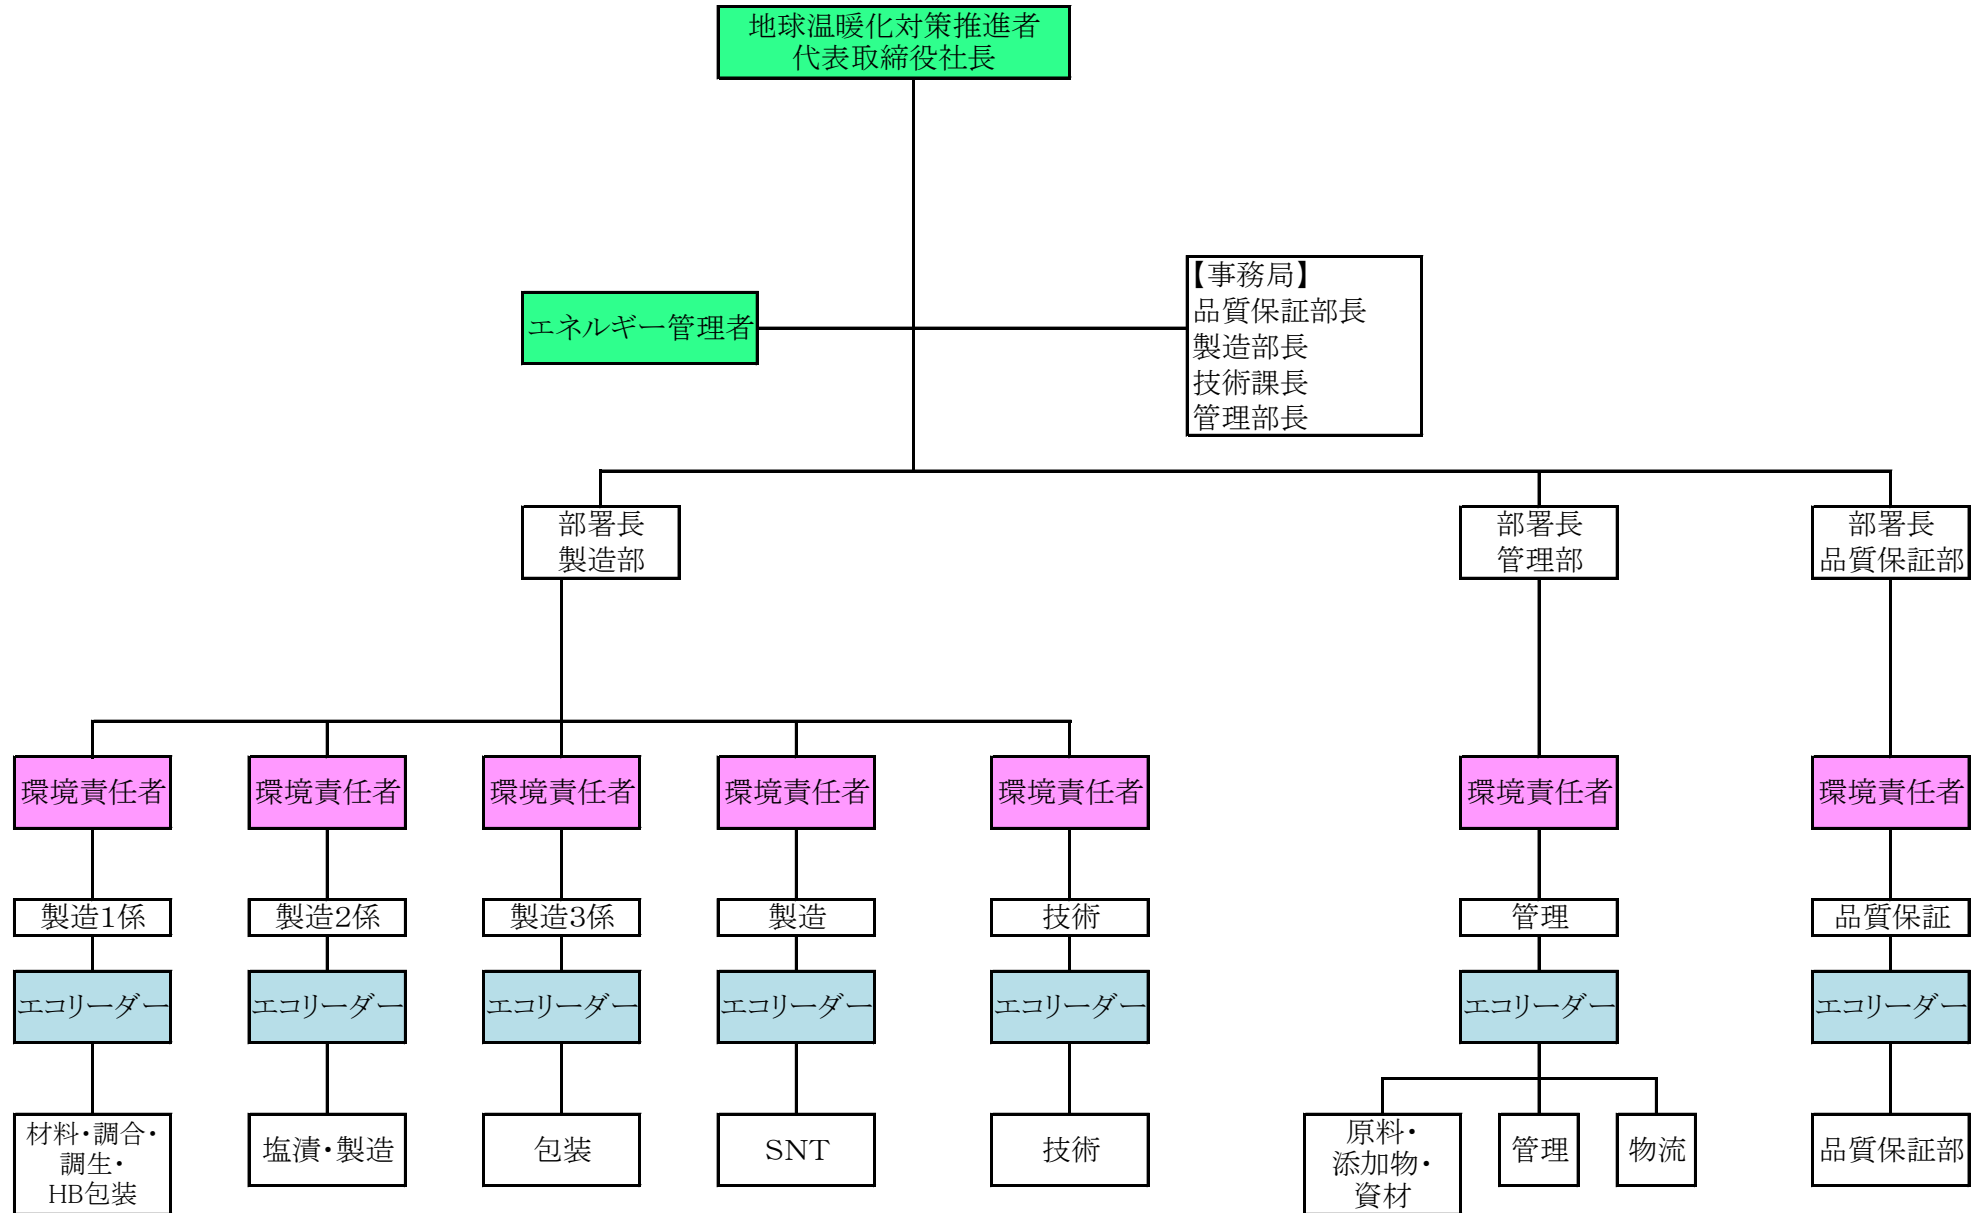 地球温暖化対策推進者
代表取締役社長
エネルギー管理者
【事務局】
品質保証部長
製造部長
技術課長
管理部長
部署長
製造部
部署長
管理部
部署長
品質保証部
環境責任者
環境責任者
環境責任者
環境責任者
環境責任者
環境責任者
環境責任者
製造1係
製造2係
製造3係
製造
技術
管理
品質保証
エコリーダー
エコリーダー
エコリーダー
エコリーダー
エコリーダー
エコリーダー
エコリーダー
材料・調合・
調生・
HB包装
塩漬・製造
包装
SNT
技術
原料・
添加物・
資材
管理
物流
品質保証部